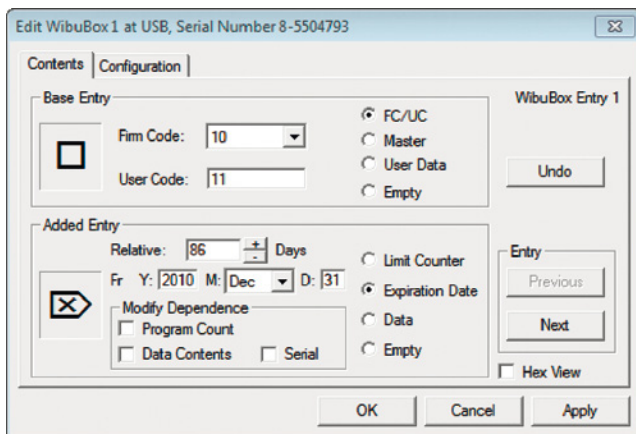 Edit WibuBox 1 at USB, Serial Number 8-5504793
Contents
Configuration
Base Entry
Firm Code: 10
User Code: 11
FC/UC
Master
User Data
Empty
WibuBox Entry 1
Undo
Added Entry
Relative: 86 + - Days
Fr Y: 2010 M: Dec D: 31
Modify Dependence
Program Count
Data Contents Serial
Limit Counter
Expiration Date
Data
Empty
Entry
Previous
Next
Hex View
OK Cancel Apply